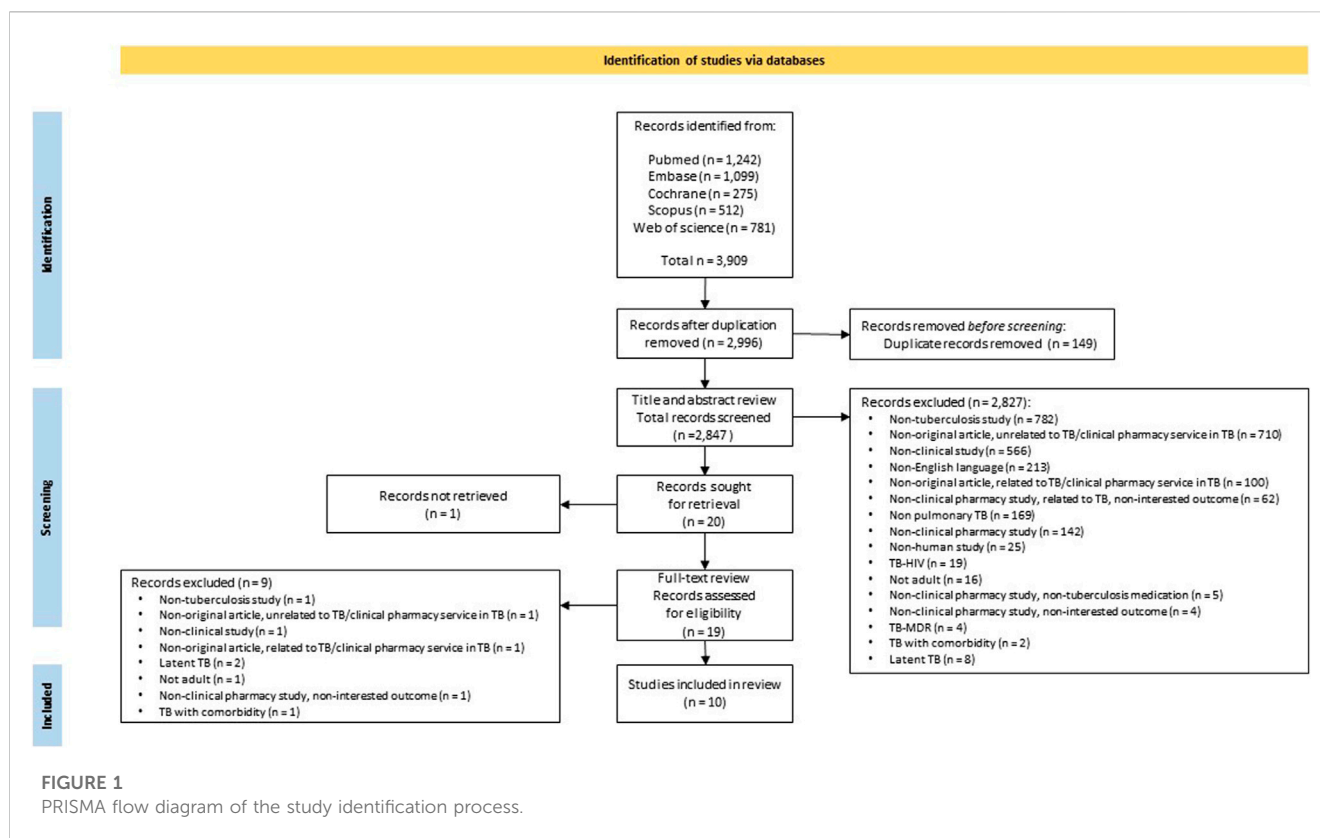 Identification of studies via databases
Identification
Records identified from:
Pubmed (n = 1,242)
Embase (n = 1,099)
Cochrane (n = 275)
Scopus (n = 512)
Web of science (n = 781)
Total n = 3,909
Records after duplication
removed (n = 2,996)
Records removed before screening:
Duplicate records removed (n = 149)
Screening
Title and abstract review
Total records screened
(n =2,847 )
Records excluded (n = 2,827):
• Non-tuberculosis study (n = 782)
• Non-original article, unrelated to TB/clinical pharmacy service in TB (n = 710)
• Non-clinical study (n = 566)
• Non-English language (n = 213)
• Non-original article, related to TB/clinical pharmacy service in TB (n = 100)
• Non-clinical pharmacy study, related to TB, non-interested outcome (n = 62)
• Non pulmonary TB (n = 169)
• Non-clinical pharmacy study (n = 142)
• Non-human study (n = 25)
• TB-HIV (n = 19)
• Not adult (n = 16)
• Non-clinical pharmacy study, non-tuberculosis medication (n = 5)
• Non-clinical pharmacy study, non-interested outcome (n = 4)
• TB-MDR (n = 4)
• TB with comorbidity (n = 2)
• Latent TB (n = 8)
Records not retrieved
(n = 1)
Records sought
for retrieval
(n = 20)
Records excluded (n = 9)
• Non-tuberculosis study (n = 1)
• Non-original article, unrelated to TB/clinical pharmacy service in TB (n = 1)
• Non-clinical study (n = 1)
• Non-original article, related to TB/clinical pharmacy service in TB (n = 1)
• Latent TB (n = 2)
• Not adult (n = 1)
• Non-clinical pharmacy study, non-interested outcome (n = 1)
• TB with comorbidity (n = 1)
Full-text review
Records assessed
for eligibility
(n = 19)
Included
Studies included in review
(n = 10)
FIGURE 1
PRISMA flow diagram of the study identification process.